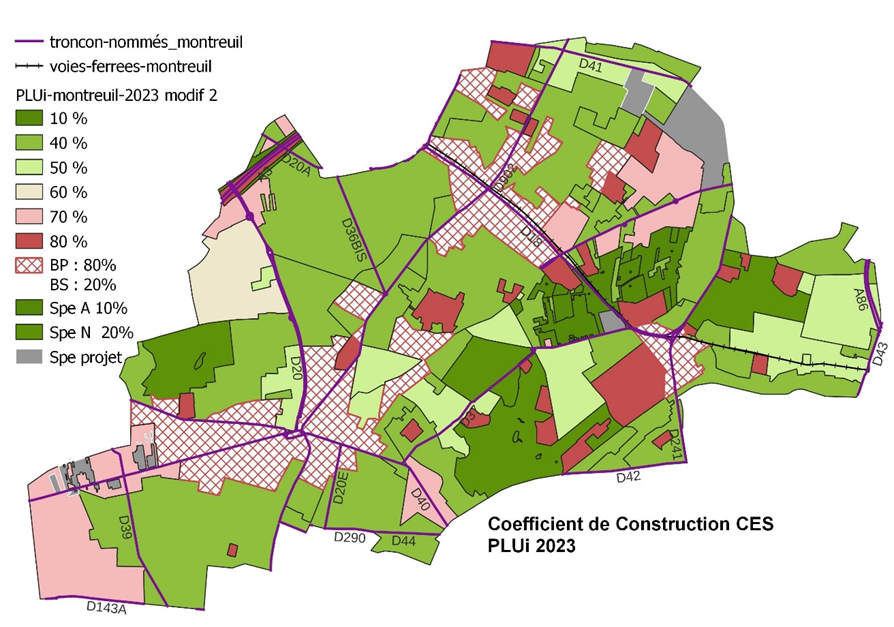 troncon-nommés_montreuil
voies-ferrees-montreuil
PLUi-montreuil-2023 modif 2
10 %
40 %
50 %
60 %
70 %
80 %
BP : 80%
BS : 20%
Spe A 10%
Spe N 20%
Spe projet
D41
D20A
D902
D36BIS
D18
A86
D43
D20
D241
D42
D20E
D40
D39
D290
D44
D143A
Coefficient de Construction CES
PLUi 2023